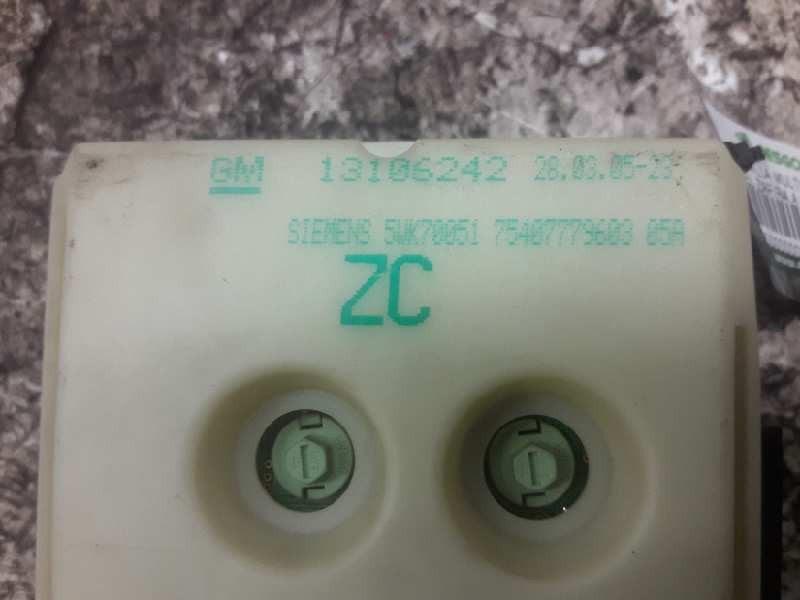 GM 13106242 28.03.05-23
SIEMENS 5WK70051 75407779603 05A
ZC